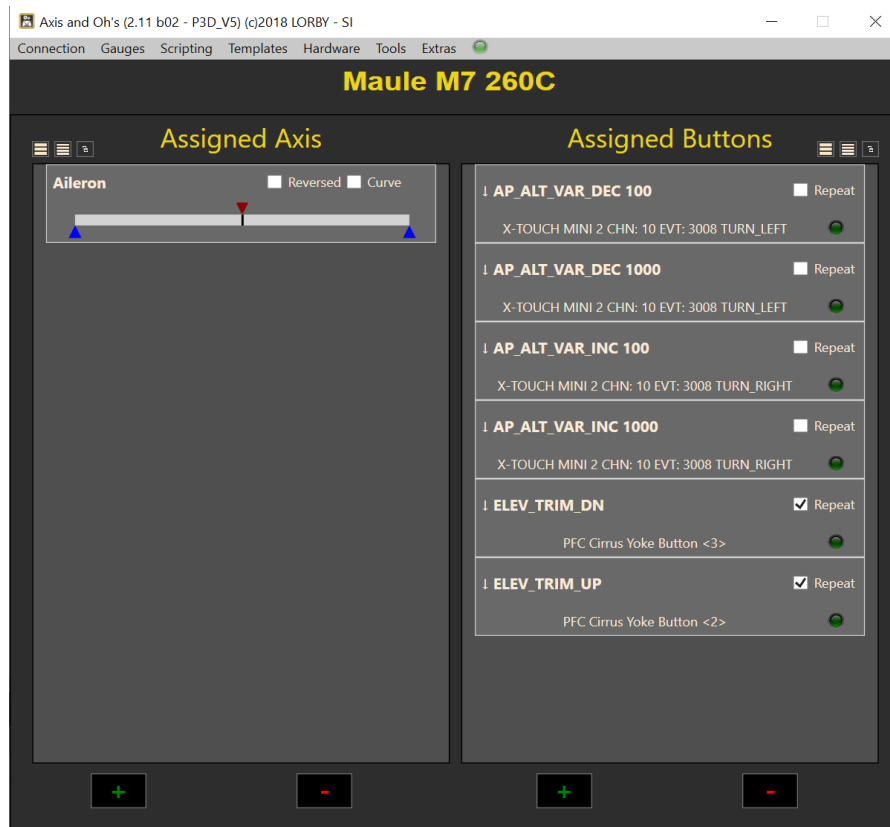 Axis and Oh's (2.11 b02 - P3D_V5) (c)2018 LORBY - SI
Connection Gauges Scripting Templates Hardware Tools Extras
Maule M7 260C
Assigned Axis
Aileron Reversed Curve
Assigned Buttons
↓ AP_ALT_VAR_DEC 100 Repeat
X-TOUCH MINI 2 CHN: 10 EVT: 3008 TURN_LEFT
↓ AP_ALT_VAR_DEC 1000 Repeat
X-TOUCH MINI 2 CHN: 10 EVT: 3008 TURN_LEFT
↓ AP_ALT_VAR_INC 100 Repeat
X-TOUCH MINI 2 CHN: 10 EVT: 3008 TURN_RIGHT
↓ AP_ALT_VAR_INC 1000 Repeat
X-TOUCH MINI 2 CHN: 10 EVT: 3008 TURN_RIGHT
↓ ELEV_TRIM_DN Repeat
PFC Cirrus Yoke Button <3>
↓ ELEV_TRIM_UP Repeat
PFC Cirrus Yoke Button <2>
+ - + -